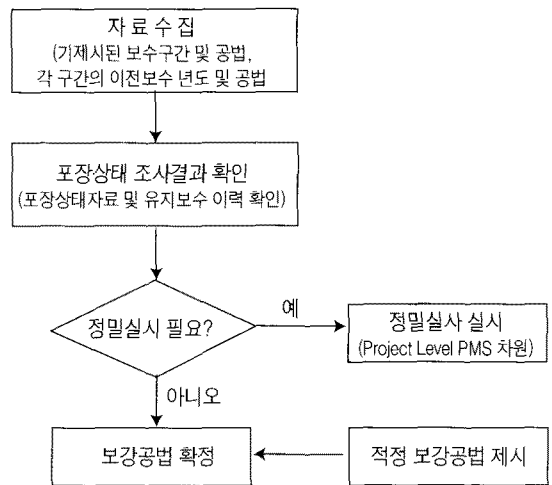 자 료 수 집
(기제시된 보수구간 및 공법,
각 구간의 이전보수 년도 및 공법
포장상태 조사결과 확인
(포장상태자료 및 유지보수 이력 확인)
정밀실시 필요?
예
정밀실사 실시
(Project Level PMS 차원)
아니오
보강공법 확정
적정 보강공법 제시